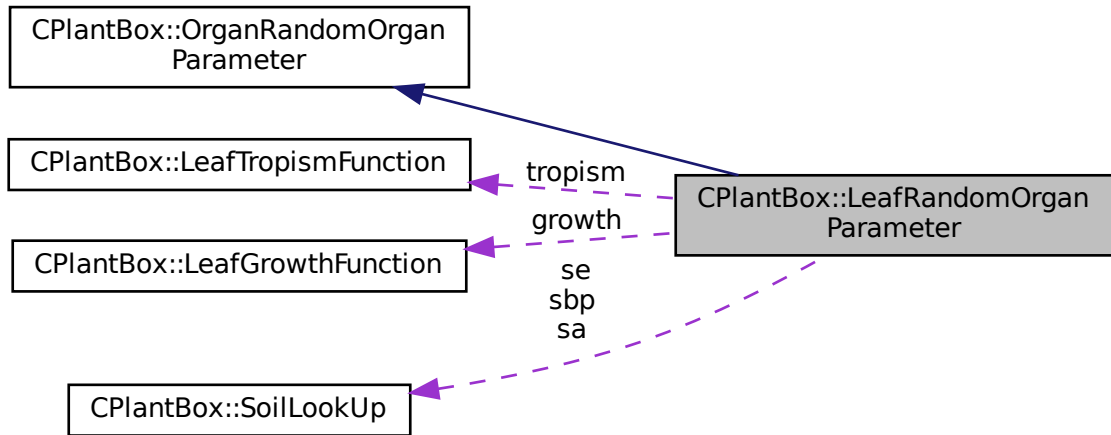 CPlantBox::OrganRandomOrgan
Parameter
CPlantBox::LeafTropismFunction
tropism
CPlantBox::LeafRandomOrgan
Parameter
growth
CPlantBox::LeafGrowthFunction
se
sbp
sa
CPlantBox::SoilLookUp